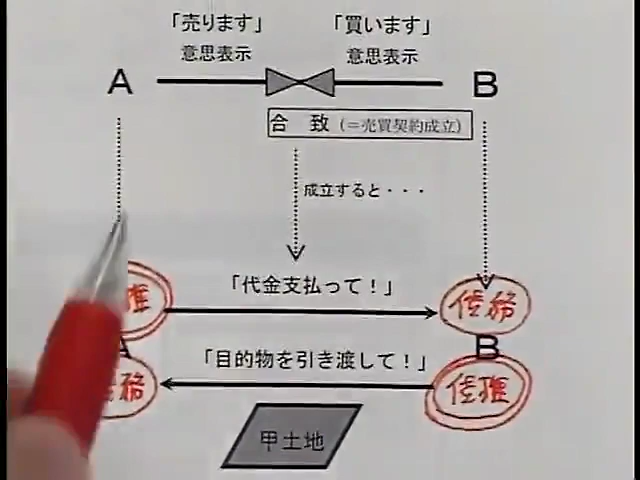 「売ります」 「買います」
意思表示 意思表示
A B
合 致 (=売買契約成立)
成立すると・・・
「代金支払って!」 債務
A B
「目的物を引き渡して!」 債権
甲土地